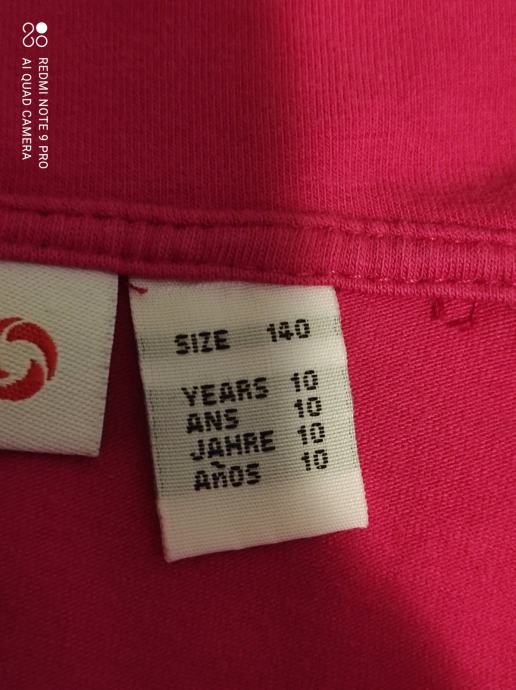 REDMI NOTE 9 PRO
AI QUAD CAMERA
SIZE 140
YEARS 10
ANS 10
JAHRE 10
AÑOS 10